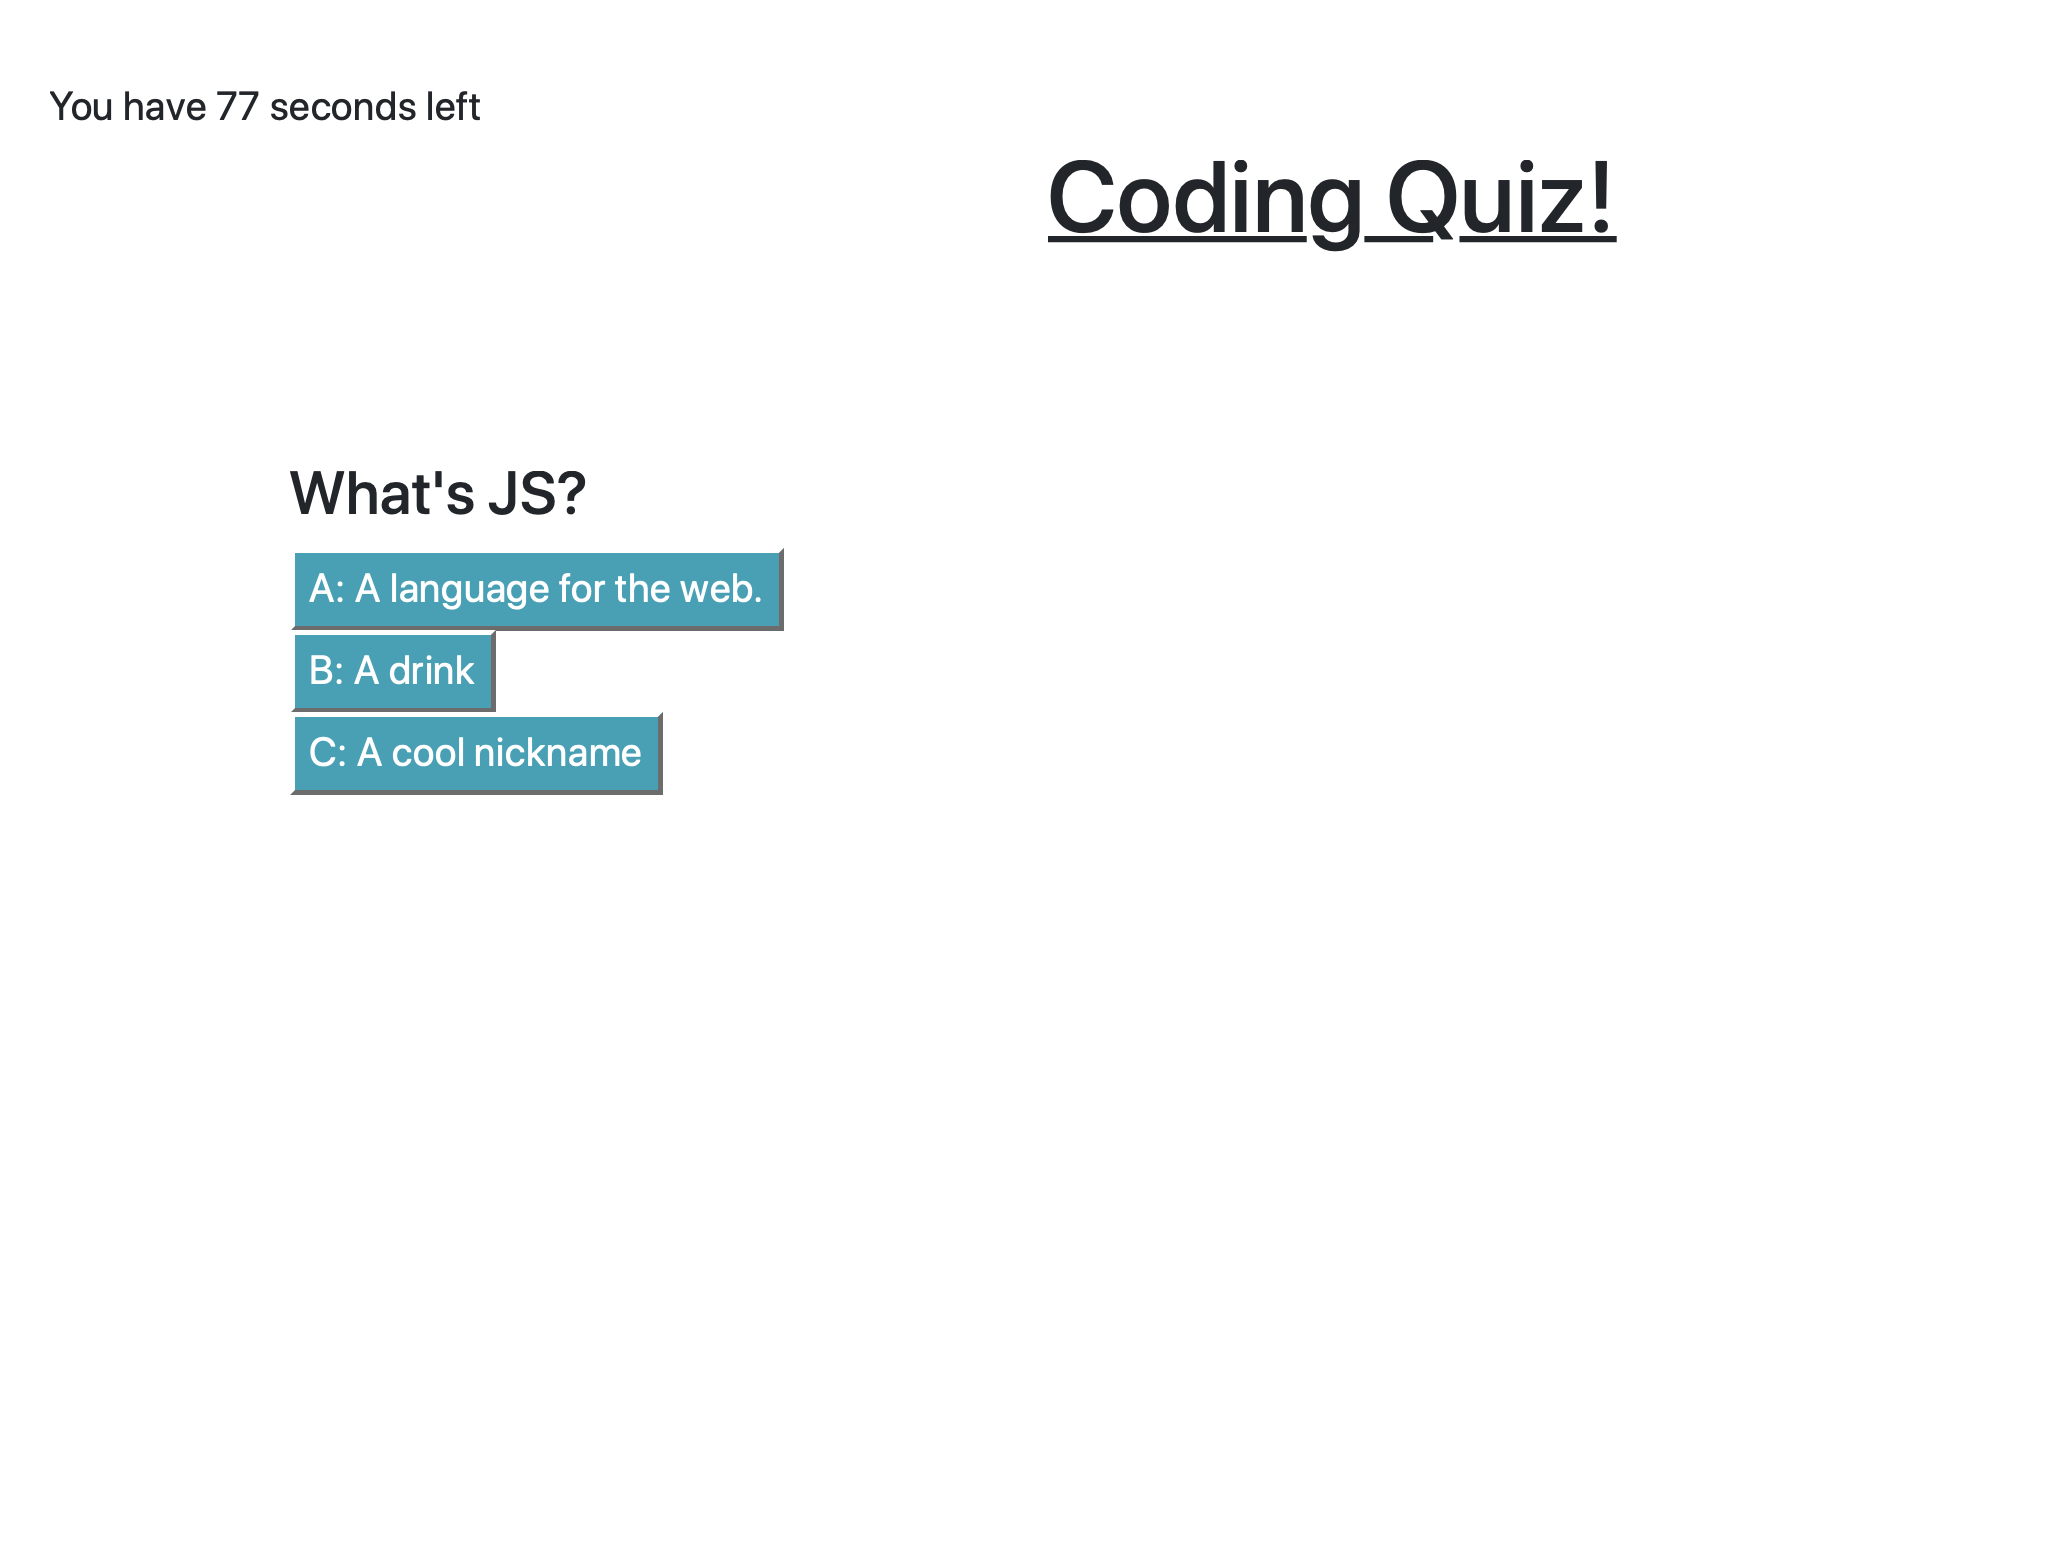 You have 77 seconds left
Coding Quiz!
What's JS?
A: A language for the web.
B: A drink
C: A cool nickname